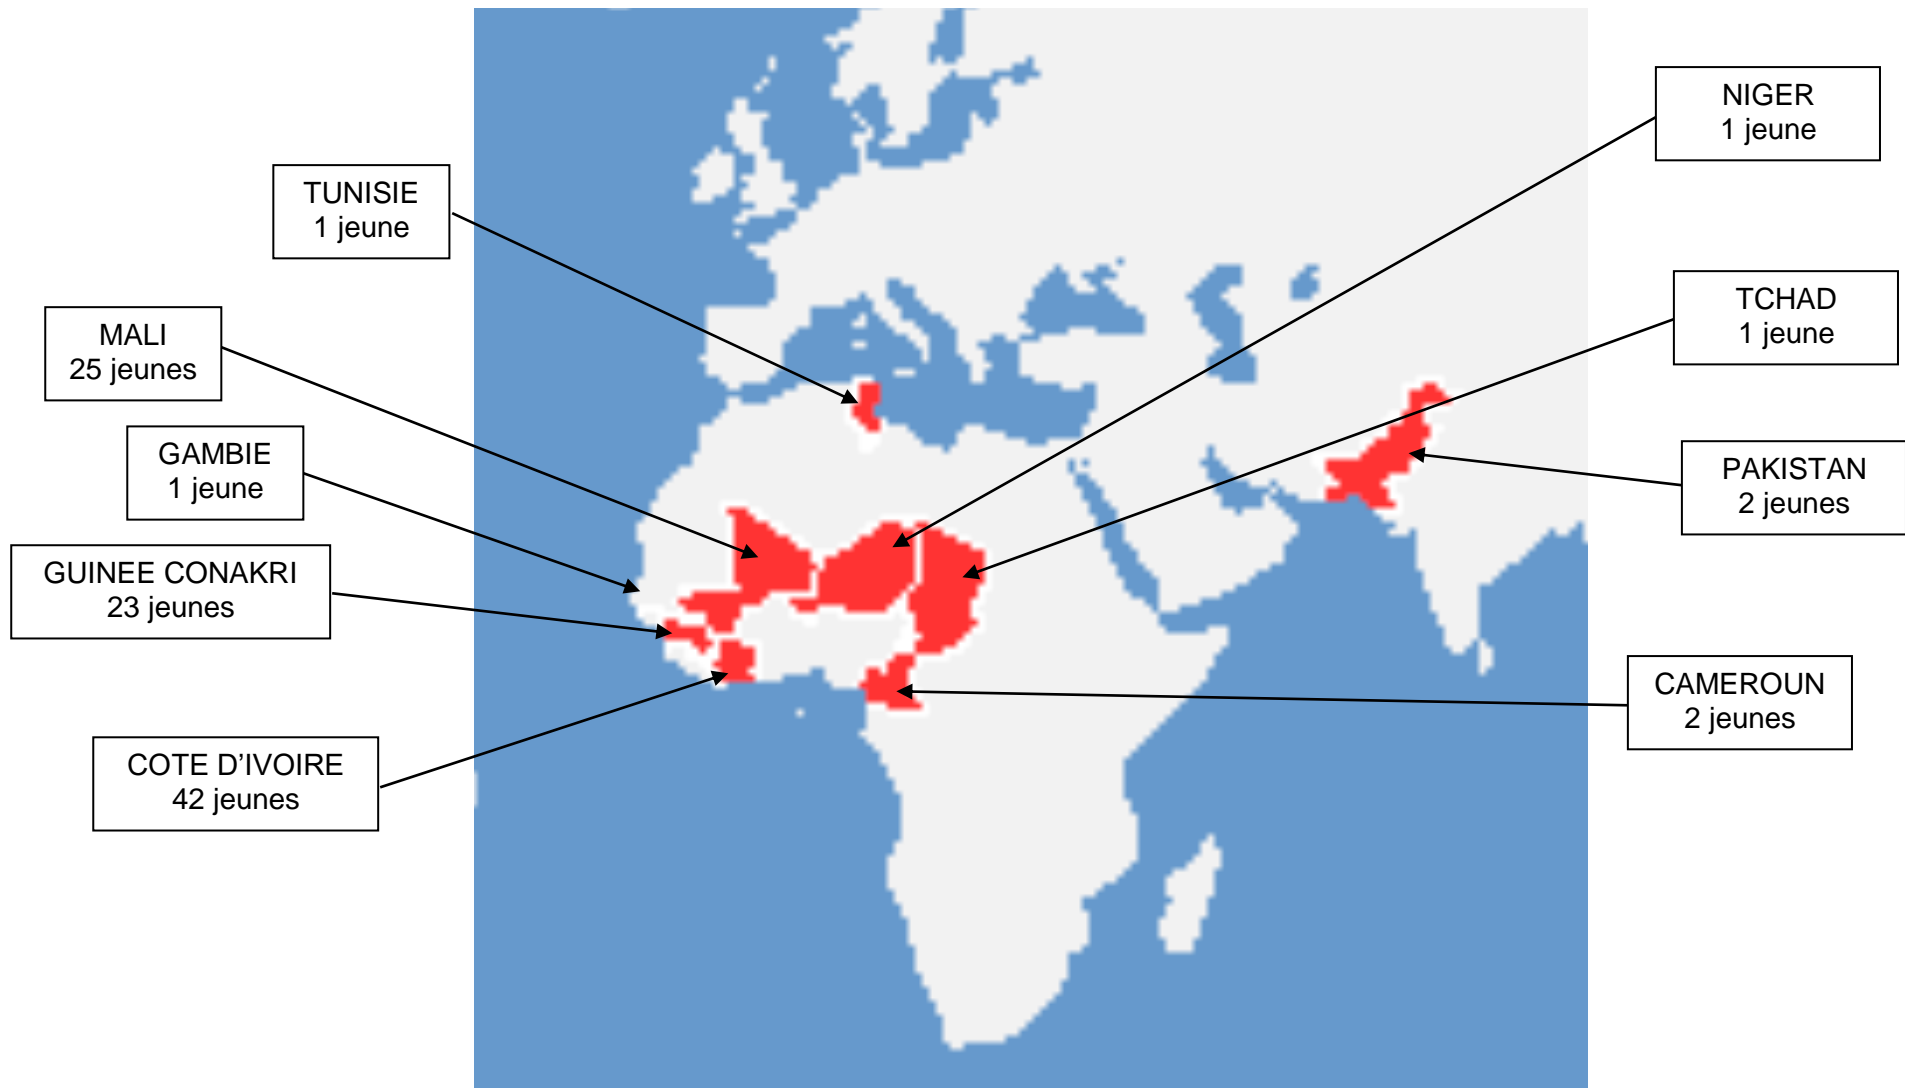 TUNISIE
1 jeune
MALI
25 jeunes
GAMBIE
1 jeune
GUINEE CONAKRI
23 jeunes
COTE D’IVOIRE
42 jeunes
NIGER
1 jeune
TCHAD
1 jeune
PAKISTAN
2 jeunes
CAMEROUN
2 jeunes